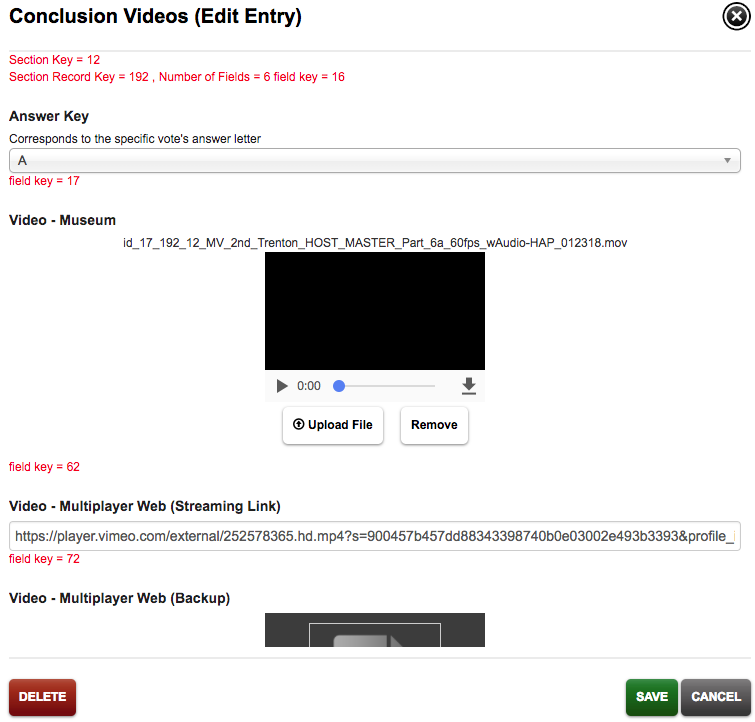 Conclusion Videos (Edit Entry)
Section Key = 12
Section Record Key = 192 , Number of Fields = 6 field key = 16
Answer Key
Corresponds to the specific vote's answer letter
A
field key = 17
Video - Museum
id_17_192_12_MV_2nd_Trenton_HOST_MASTER_Part_6a_60fps_wAudio-HAP_012318.mov
0:00
Upload File
Remove
field key = 62
Video - Multiplayer Web (Streaming Link)
https://player.vimeo.com/external/252578365.hd.mp4?s=900457b457dd88343398740b0e03002e493b3393&profile_
field key = 72
Video - Multiplayer Web (Backup)
DELETE
SAVE
CANCEL